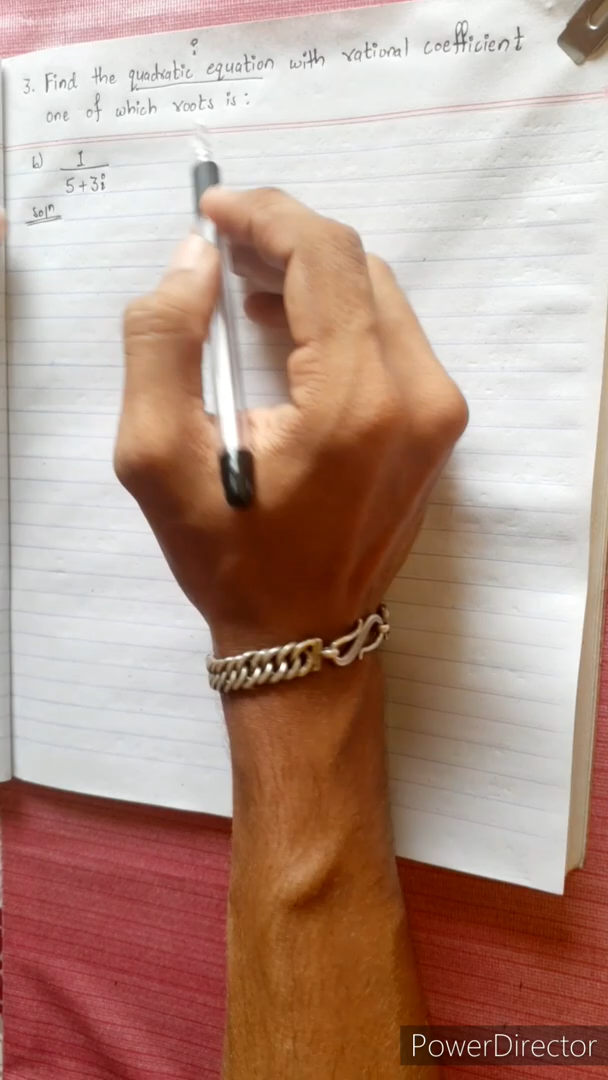 3. Find the quadratic equation with rational coefficient
one of which roots is :
b) 1
5+3i
Soln
PowerDirector